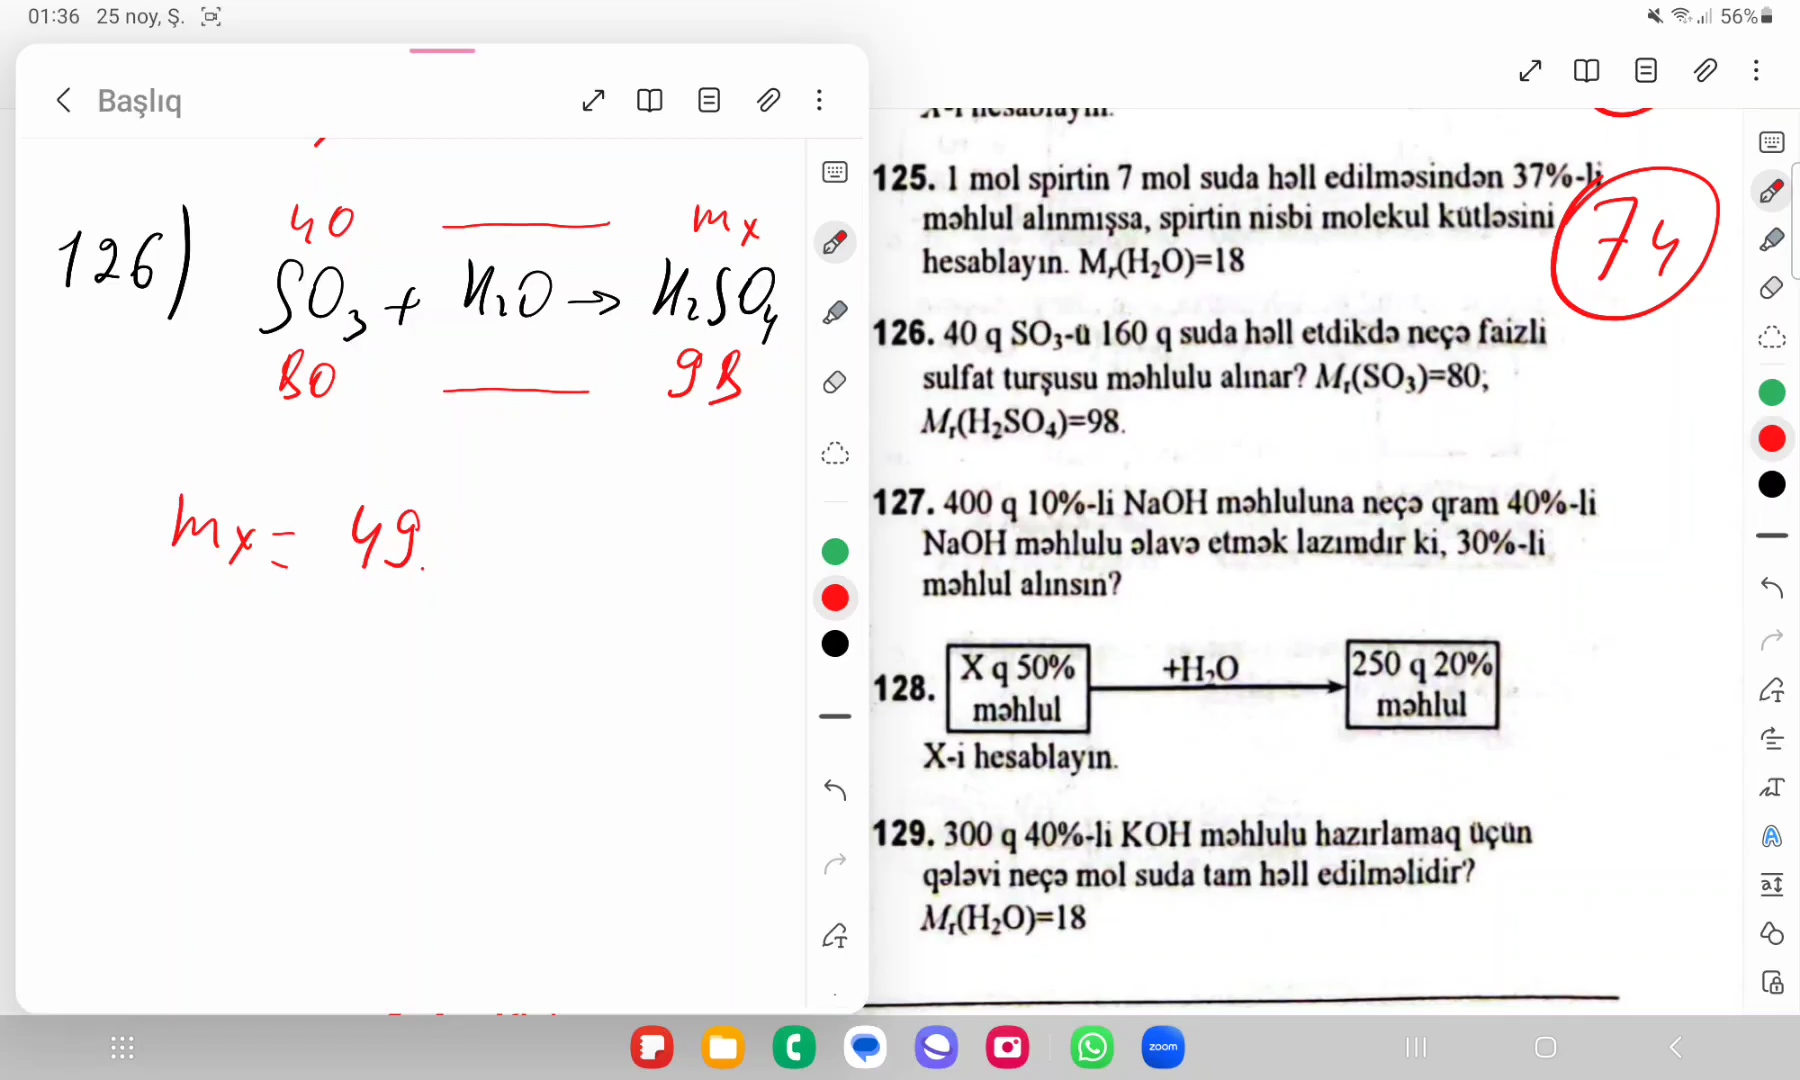 01:36 25 noy, Ş.
56%
Başlıq
126)
40 mx
SO₃ + H₂O → H₂SO₄
80 98
mx = 49.
X-i hesablayın.
125. 1 mol spirtin 7 mol suda həll edilməsindən 37%-li
məhlul alınmışsa, spirtin nisbi molekul kütləsini
hesablayın. Mᵣ(H₂O)=18
74
126. 40 q SO₃-ü 160 q suda həll etdikdə neçə faizli
sulfat turşusu məhlulu alınar? Mᵣ(SO₃)=80;
Mᵣ(H₂SO₄)=98.
127. 400 q 10%-li NaOH məhluluna neçə qram 40%-li
NaOH məhlulu əlavə etmək lazımdır ki, 30%-li
məhlul alınsın?
128. X q 50% məhlul +H₂O 250 q 20% məhlul
X-i hesablayın.
129. 300 q 40%-li KOH məhlulu hazırlamaq üçün
qələvi neçə mol suda tam həll edilməlidir?
Mᵣ(H₂O)=18
zoom